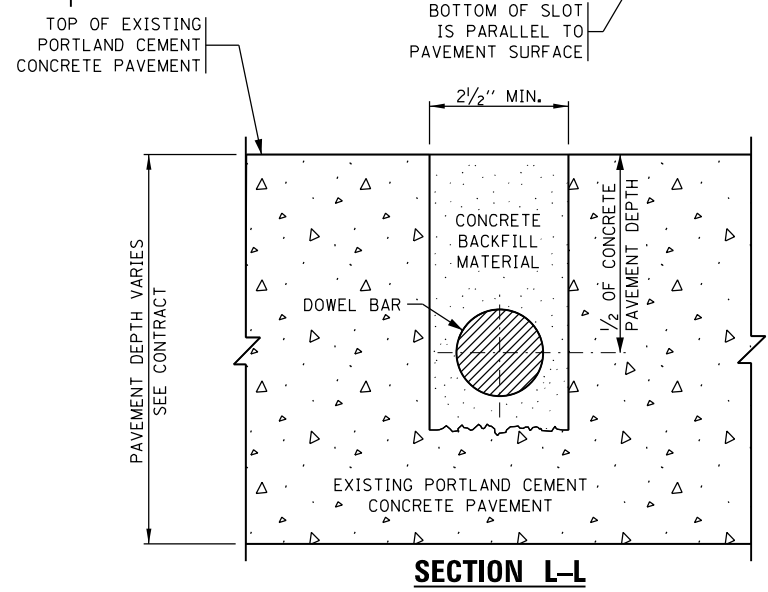 TOP OF EXISTING
PORTLAND CEMENT
CONCRETE PAVEMENT
BOTTOM OF SLOT
IS PARALLEL TO
PAVEMENT SURFACE
2½" MIN.
PAVEMENT DEPTH VARIES
SEE CONTRACT
CONCRETE
BACKFILL
MATERIAL
DOWEL BAR
½ OF CONCRETE
PAVEMENT DEPTH
EXISTING PORTLAND CEMENT
CONCRETE PAVEMENT
SECTION L–L